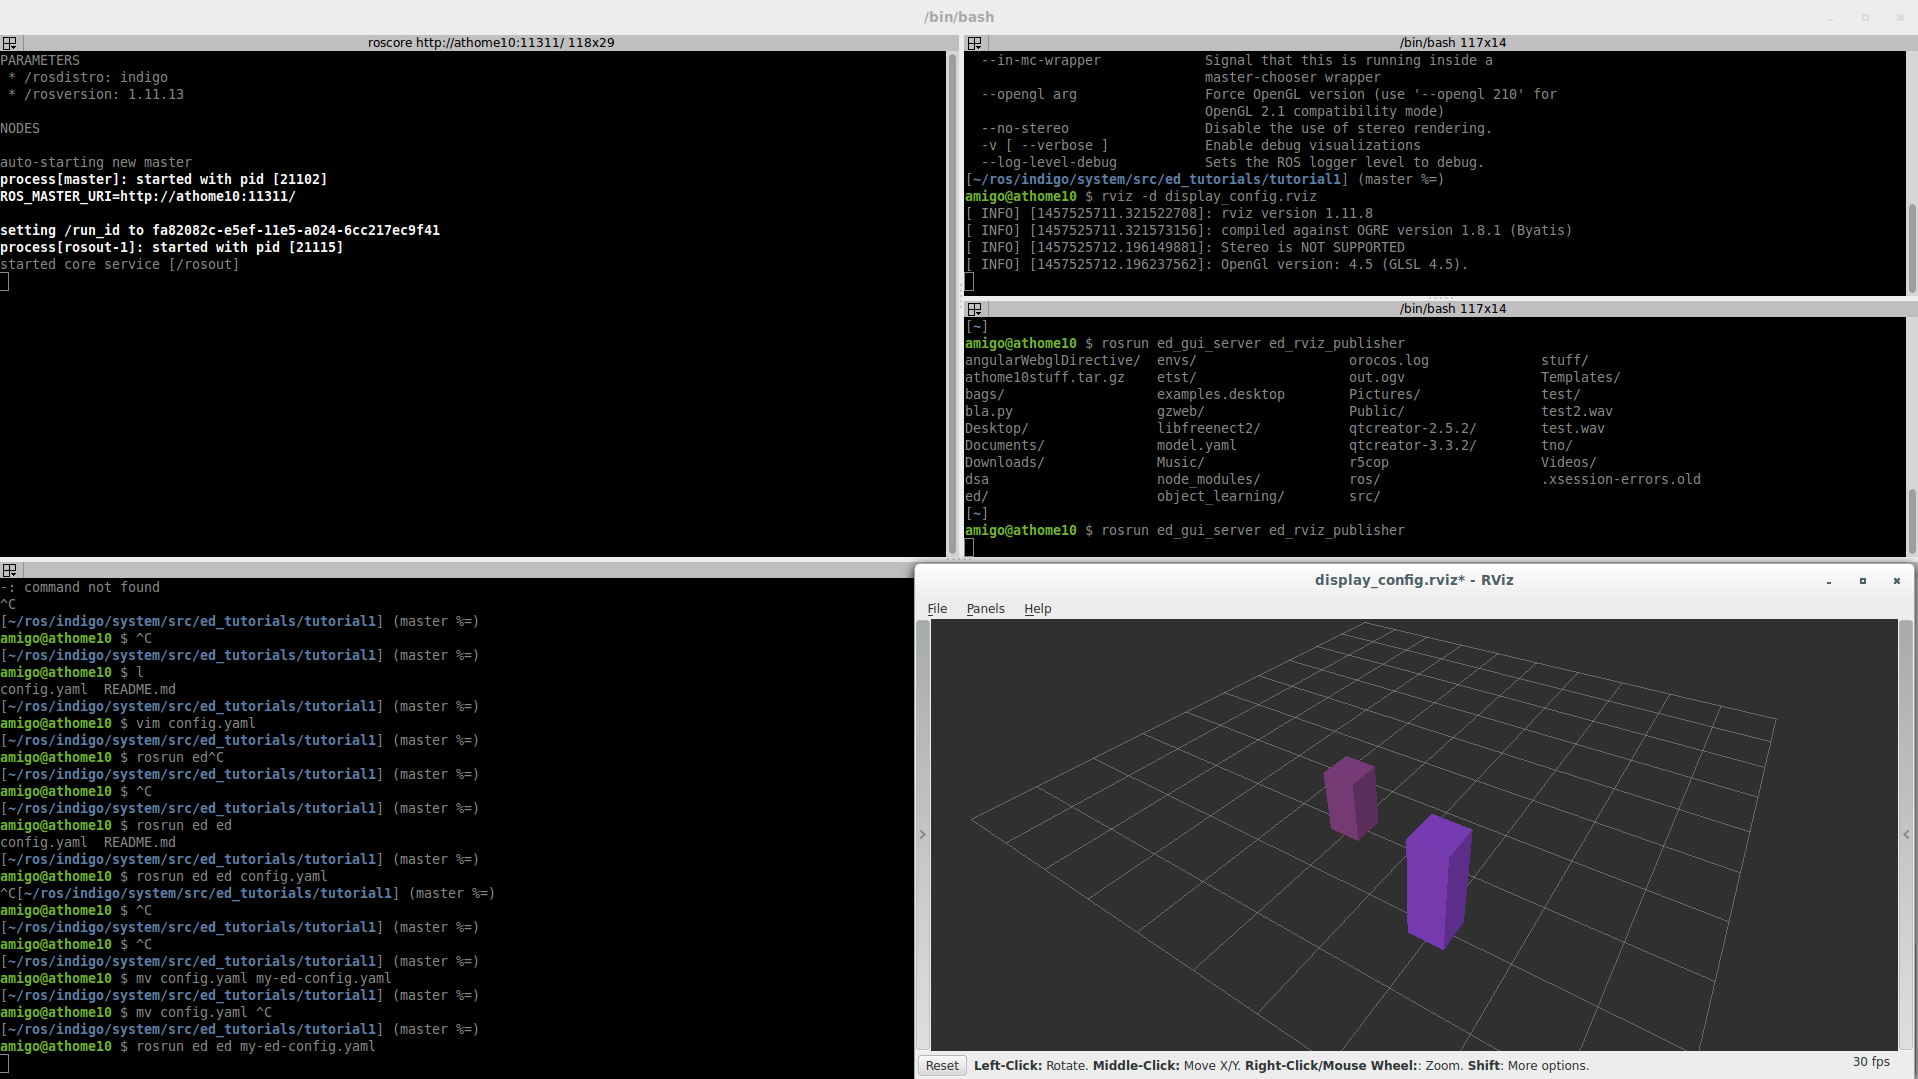 /bin/bash
roscore http://athome10:11311/ 118x29
PARAMETERS
* /rosdistro: indigo
* /rosversion: 1.11.13
NODES
auto-starting new master
process[master]: started with pid [21102]
ROS_MASTER_URI=http://athome10:11311/
setting /run_id to fa82082c-e5ef-11e5-a024-6cc217ec9f41
process[rosout-1]: started with pid [21115]
started core service [/rosout]
/bin/bash 117x14
--in-mc-wrapper Signal that this is running inside a
master-chooser wrapper
--opengl arg Force OpenGL version (use '--opengl 210' for
OpenGL 2.1 compatibility mode)
--no-stereo Disable the use of stereo rendering.
-v [ --verbose ] Enable debug visualizations
--log-level-debug Sets the ROS logger level to debug.
[~/ros/indigo/system/src/ed_tutorials/tutorial1] (master %=)
amigo@athome10 $ rviz -d display_config.rviz
[ INFO] [1457525711.321522708]: rviz version 1.11.8
[ INFO] [1457525711.321573156]: compiled against OGRE version 1.8.1 (Byatis)
[ INFO] [1457525712.196149881]: Stereo is NOT SUPPORTED
[ INFO] [1457525712.196237562]: OpenGl version: 4.5 (GLSL 4.5).
/bin/bash 117x14
[~]
amigo@athome10 $ rosrun ed_gui_server ed_rviz_publisher
angularWebglDirective/ envs/ orocos.log stuff/
athome10stuff.tar.gz etst/ out.ogv Templates/
bags/ examples.desktop Pictures/ test/
bla.py gzweb/ Public/ test2.wav
Desktop/ libfreenect2/ qtcreator-2.5.2/ test.wav
Documents/ model.yaml qtcreator-3.3.2/ tno/
Downloads/ Music/ r5cop Videos/
dsa node_modules/ ros/ .xsession-errors.old
ed/ object_learning/ src/
[~]
amigo@athome10 $ rosrun ed_gui_server ed_rviz_publisher
-: command not found
^C
[~/ros/indigo/system/src/ed_tutorials/tutorial1] (master %=)
amigo@athome10 $ ^C
[~/ros/indigo/system/src/ed_tutorials/tutorial1] (master %=)
amigo@athome10 $ l
config.yaml README.md
[~/ros/indigo/system/src/ed_tutorials/tutorial1] (master %=)
amigo@athome10 $ vim config.yaml
[~/ros/indigo/system/src/ed_tutorials/tutorial1] (master %=)
amigo@athome10 $ rosrun ed^C
[~/ros/indigo/system/src/ed_tutorials/tutorial1] (master %=)
amigo@athome10 $ ^C
[~/ros/indigo/system/src/ed_tutorials/tutorial1] (master %=)
amigo@athome10 $ rosrun ed ed
config.yaml README.md
[~/ros/indigo/system/src/ed_tutorials/tutorial1] (master %=)
amigo@athome10 $ rosrun ed ed config.yaml
^C[~/ros/indigo/system/src/ed_tutorials/tutorial1] (master %=)
amigo@athome10 $ ^C
[~/ros/indigo/system/src/ed_tutorials/tutorial1] (master %=)
amigo@athome10 $ ^C
[~/ros/indigo/system/src/ed_tutorials/tutorial1] (master %=)
amigo@athome10 $ mv config.yaml my-ed-config.yaml
[~/ros/indigo/system/src/ed_tutorials/tutorial1] (master %=)
amigo@athome10 $ mv config.yaml ^C
[~/ros/indigo/system/src/ed_tutorials/tutorial1] (master %=)
amigo@athome10 $ rosrun ed ed my-ed-config.yaml
display_config.rviz* - RViz
File Panels Help
Reset Left-Click: Rotate. Middle-Click: Move X/Y. Right-Click/Mouse Wheel:: Zoom. Shift: More options. 30 fps